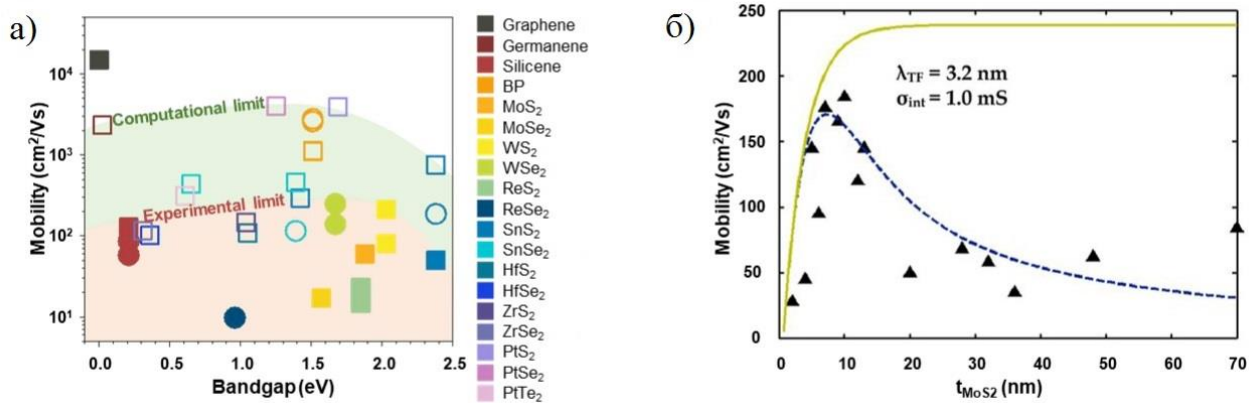 а)
Mobility (cm²/Vs)
10⁴
10³
10²
10¹
Computational limit
Experimental limit
0.0 0.5 1.0 1.5 2.0 2.5
Bandgap (eV)
Graphene
Germanene
Silicene
BP
MoS₂
MoSe₂
WS₂
WSe₂
ReS₂
ReSe₂
SnS₂
SnSe₂
HfS₂
HfSe₂
ZrS₂
ZrSe₂
PtS₂
PtSe₂
PtTe₂
б)
Mobility (cm²/Vs)
250
200
150
100
50
0
λTF = 3.2 nm
σint = 1.0 mS
0 10 20 30 40 50 60 70
tMoS2 (nm)